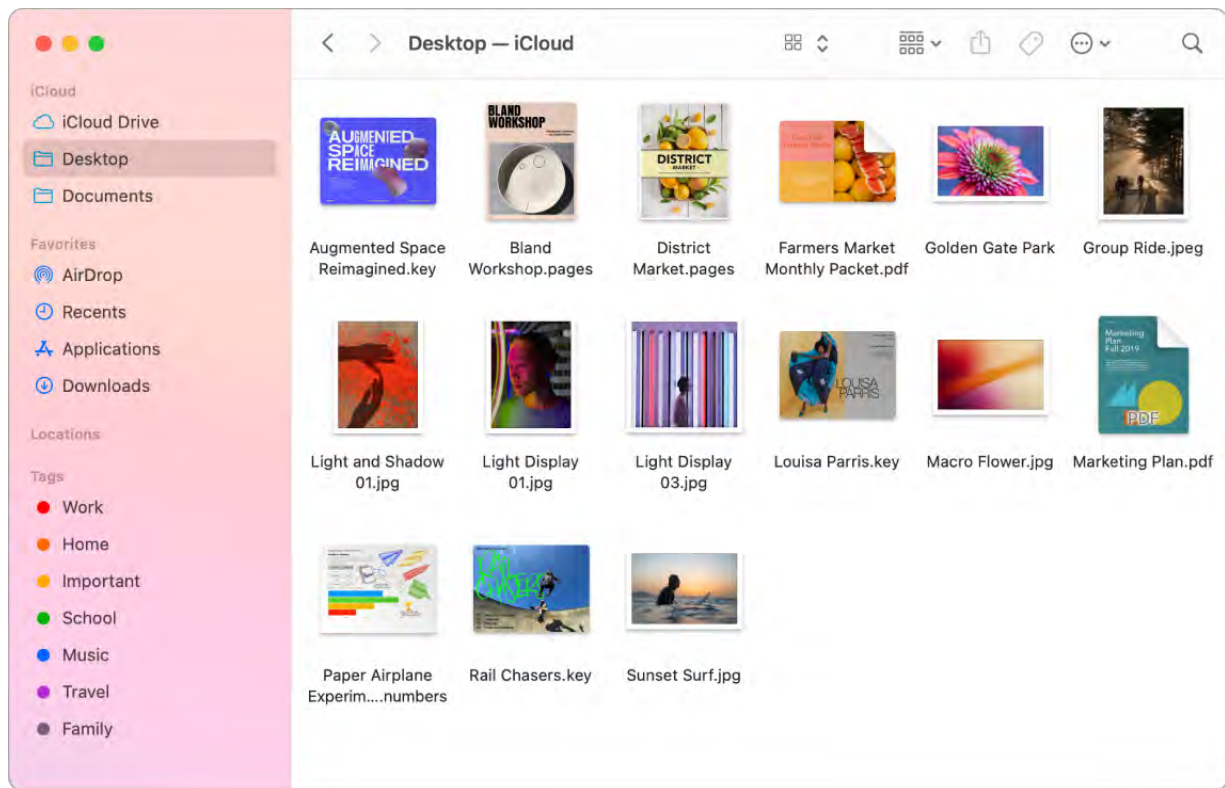 Desktop — iCloud
iCloud
iCloud Drive
Desktop
Documents
Favorites
AirDrop
Recents
Applications
Downloads
Locations
Tags
Work
Home
Important
School
Music
Travel
Family
AUGMENTED
SPACE
REIMAGINED
BLAND
WORKSHOP
DISTRICT
MARKET
Augmented Space
Reimagined.key
Bland
Workshop.pages
District
Market.pages
Farmers Market
Monthly Packet.pdf
Golden Gate Park
Group Ride.jpeg
LOUISA
PARRIS
Marketing
Plan
Fall 2019
PDF
Light and Shadow
01.jpg
Light Display
01.jpg
Light Display
03.jpg
Louisa Parris.key
Macro Flower.jpg
Marketing Plan.pdf
RAIL
CHASERS
Paper Airplane
Experim....numbers
Rail Chasers.key
Sunset Surf.jpg